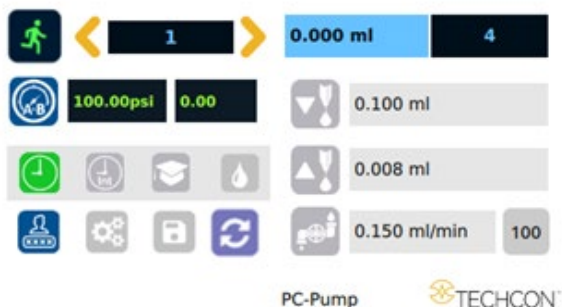 1
0.000 ml
4
A-B
100.00psi
0.00
0.100 ml
Int
0.008 ml
0.150 ml/min
100
PC-Pump
TECHCON